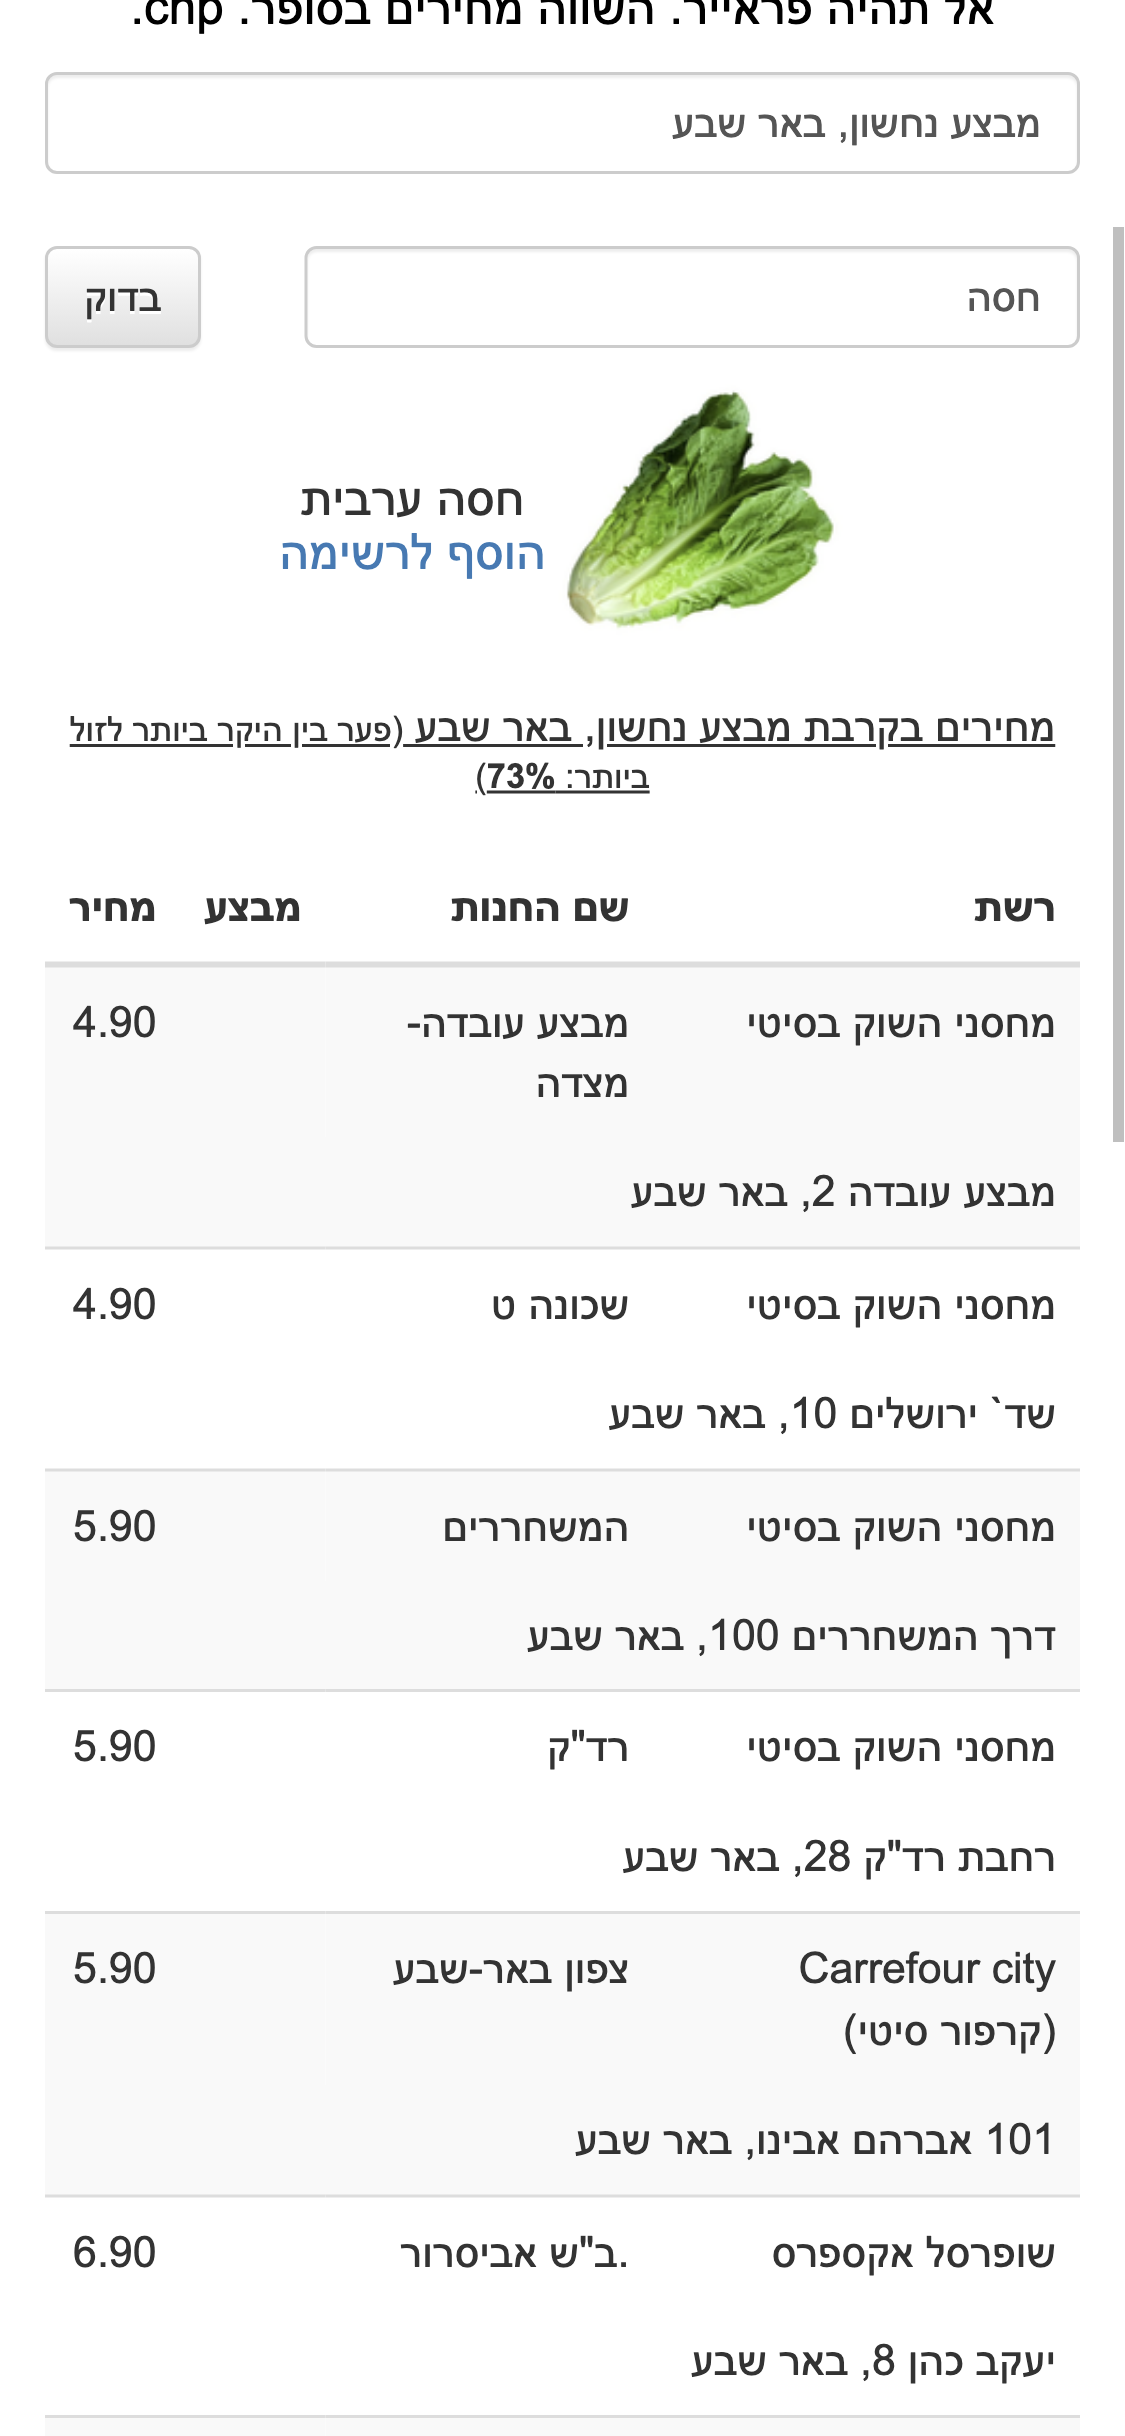 אל תהיה פראייר. השווה מחירים בסופר. chp.
מבצע נחשון, באר שבע
חסה
בדוק
חסה ערבית
הוסף לרשימה
מחירים בקרבת מבצע נחשון, באר שבע (פער בין היקר ביותר לזול
ביותר: 73%)
רשת שם החנות מבצע מחיר
מחסני השוק בסיטי מבצע עובדה- 4.90
מצדה
מבצע עובדה 2, באר שבע
מחסני השוק בסיטי שכונה ט 4.90
שד` ירושלים 10, באר שבע
מחסני השוק בסיטי המשחררים 5.90
דרך המשחררים 100, באר שבע
מחסני השוק בסיטי רד"ק 5.90
רחבת רד"ק 28, באר שבע
Carrefour city צפון באר-שבע 5.90
(קרפור סיטי)
101 אברהם אבינו, באר שבע
שופרסל אקספרס .ב"ש אביסרור 6.90
יעקב כהן 8, באר שבע